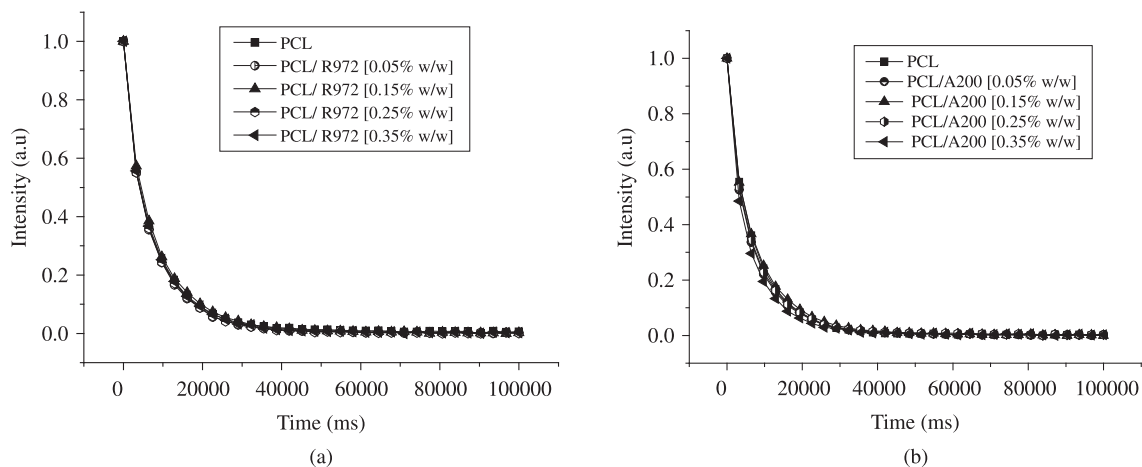 1.0
0.8
0.6
0.4
0.2
0.0
Intensity (a.u)
PCL
PCL/ R972 [0.05% w/w]
PCL/ R972 [0.15% w/w]
PCL/ R972 [0.25% w/w]
PCL/ R972 [0.35% w/w]
0 20000 40000 60000 80000 100000
Time (ms)
(a)
1.0
0.8
0.6
0.4
0.2
0.0
Intensity (a.u)
PCL
PCL/A200 [0.05% w/w]
PCL/A200 [0.15% w/w]
PCL/A200 [0.25% w/w]
PCL/A200 [0.35% w/w]
0 20000 40000 60000 80000 100000
Time (ms)
(b)